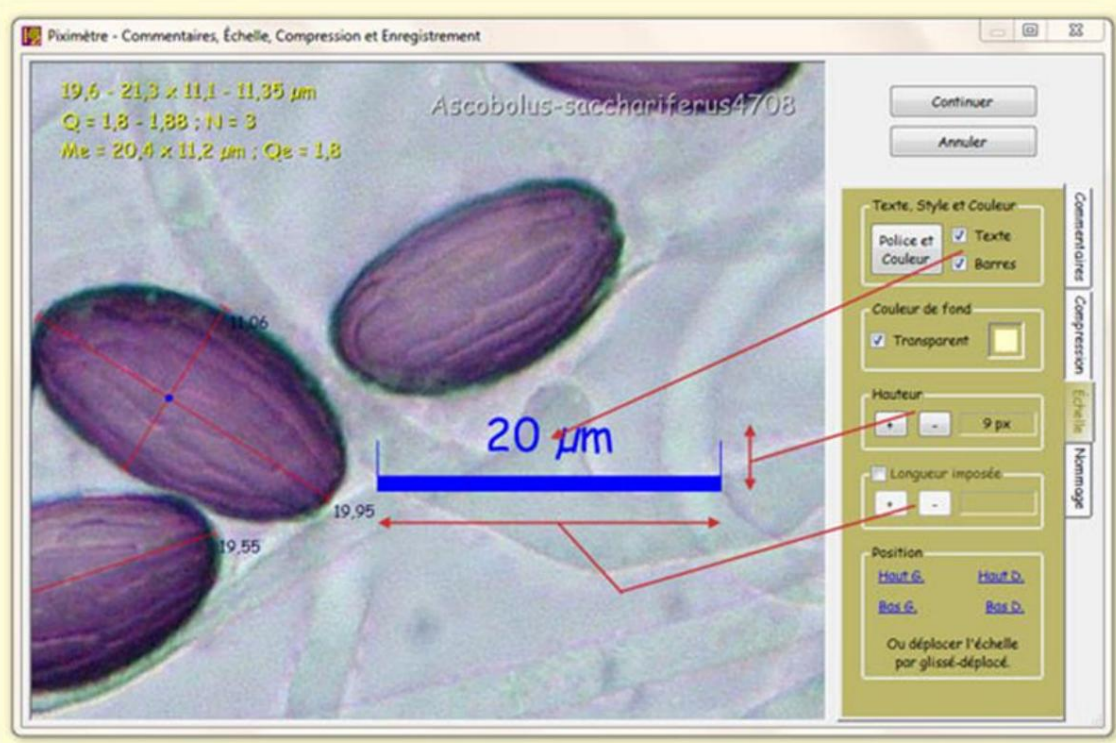 Piximètre - Commentaires, Échelle, Compression et Enregistrement
19,6 - 21,3 x 11,1 - 11,35 µm
Q = 1,8 - 1,88 ; N = 3
Me = 20,4 x 11,2 µm ; Qe = 1,8
Ascobolus-sacchariferus4708
11,06
19,95
19,55
20 µm
Continuer
Annuler
Texte, Style et Couleur
Police et
Couleur
Texte
Barres
Couleur de fond
Transparent
Hauteur
+ - 9 px
Longueur imposée
+ -
Position
Haut G. Haut D.
Bas G. Bas D.
Ou déplacer l'échelle
par glissé-déplacé.
Commentaires
Compression
Échelle
Nommage